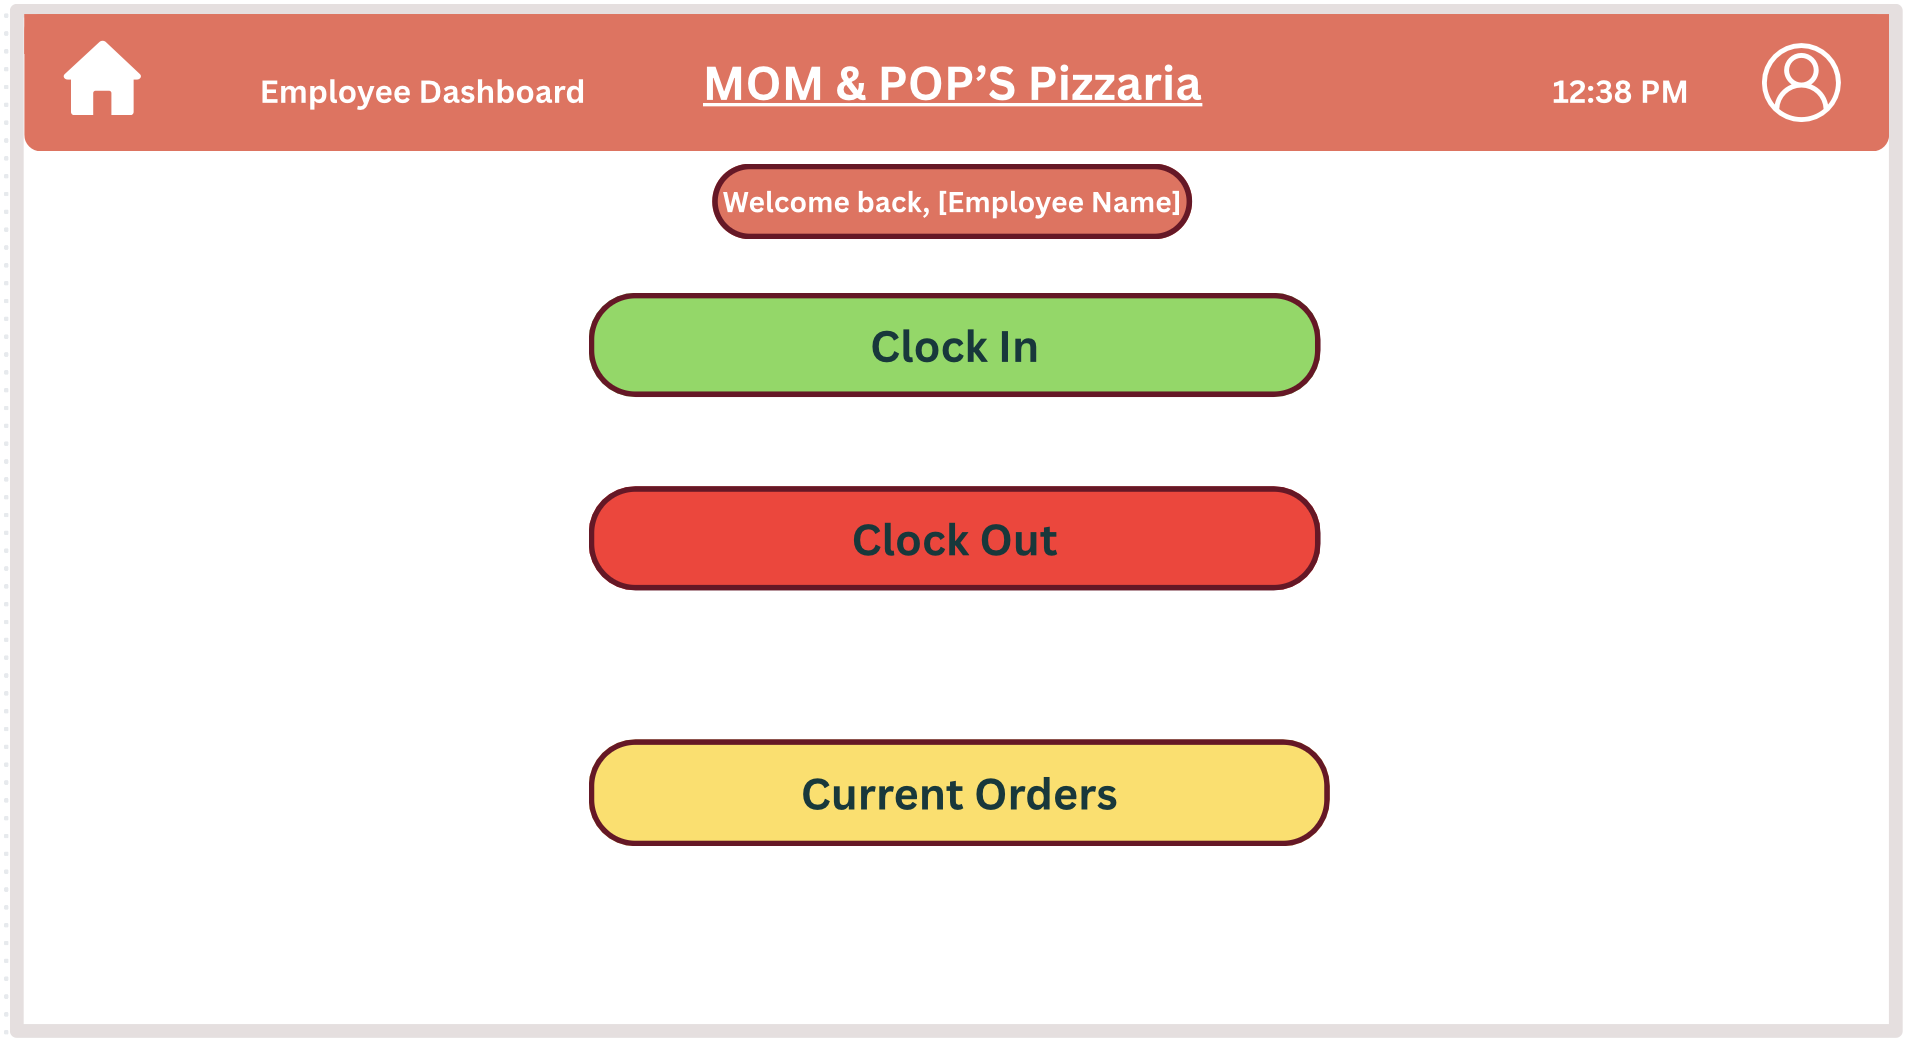 Employee Dashboard
MOM & POP’S Pizzaria
12:38 PM
Welcome back, [Employee Name]
Clock In
Clock Out
Current Orders